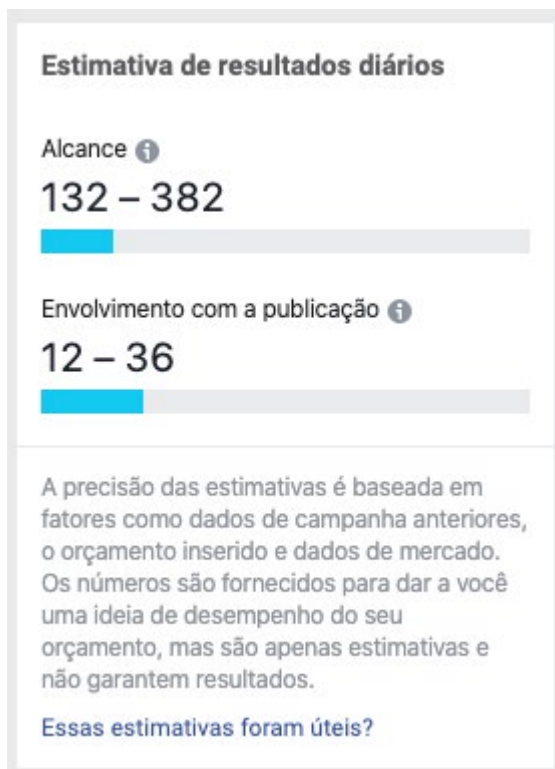 Estimativa de resultados diários
Alcance
132 – 382
Envolvimento com a publicação
12 – 36
A precisão das estimativas é baseada em
fatores como dados de campanha anteriores,
o orçamento inserido e dados de mercado.
Os números são fornecidos para dar a você
uma ideia de desempenho do seu
orçamento, mas são apenas estimativas e
não garantem resultados.
Essas estimativas foram úteis?